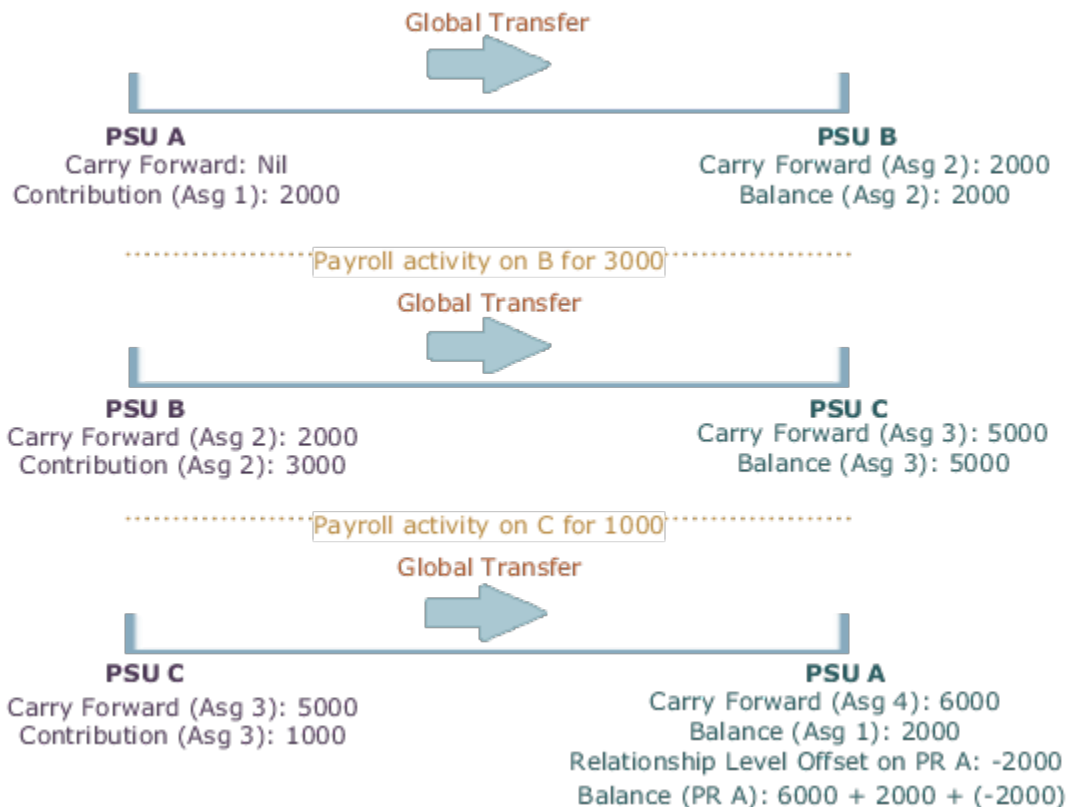 Global Transfer
PSU A
Carry Forward: Nil
Contribution (Asg 1): 2000
PSU B
Carry Forward (Asg 2): 2000
Balance (Asg 2): 2000
Payroll activity on B for 3000
Global Transfer
PSU B
Carry Forward (Asg 2): 2000
Contribution (Asg 2): 3000
PSU C
Carry Forward (Asg 3): 5000
Balance (Asg 3): 5000
Payroll activity on C for 1000
Global Transfer
PSU C
Carry Forward (Asg 3): 5000
Contribution (Asg 3): 1000
PSU A
Carry Forward (Asg 4): 6000
Balance (Asg 1): 2000
Relationship Level Offset on PR A: -2000
Balance (PR A): 6000 + 2000 + (-2000)